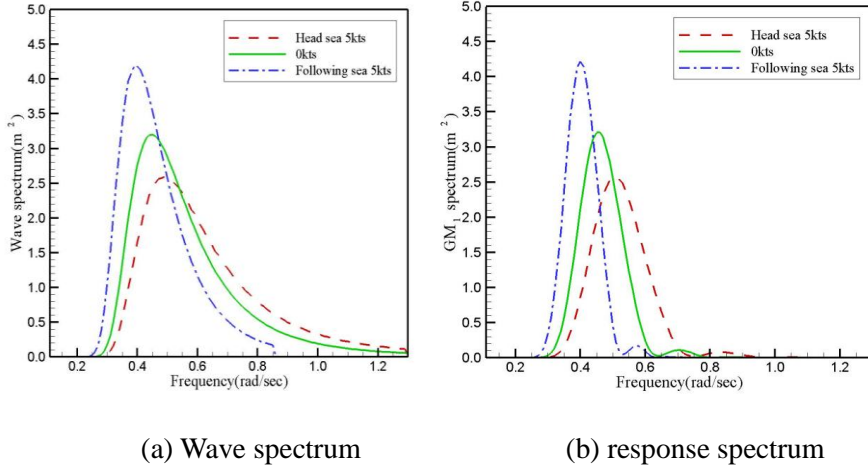 Head sea 5kts
0kts
Following sea 5kts
Wave spectrum(m²)
5.0
4.5
4.0
3.5
3.0
2.5
2.0
1.5
1.0
0.5
0.0
0.2 0.4 0.6 0.8 1.0 1.2
Frequency(rad/sec)
(a) Wave spectrum
Head sea 5kts
0kts
Following sea 5kts
GM₁ spectrum(m²)
5.0
4.5
4.0
3.5
3.0
2.5
2.0
1.5
1.0
0.5
0.0
0.2 0.4 0.6 0.8 1.0 1.2
Frequency(rad/sec)
(b) response spectrum